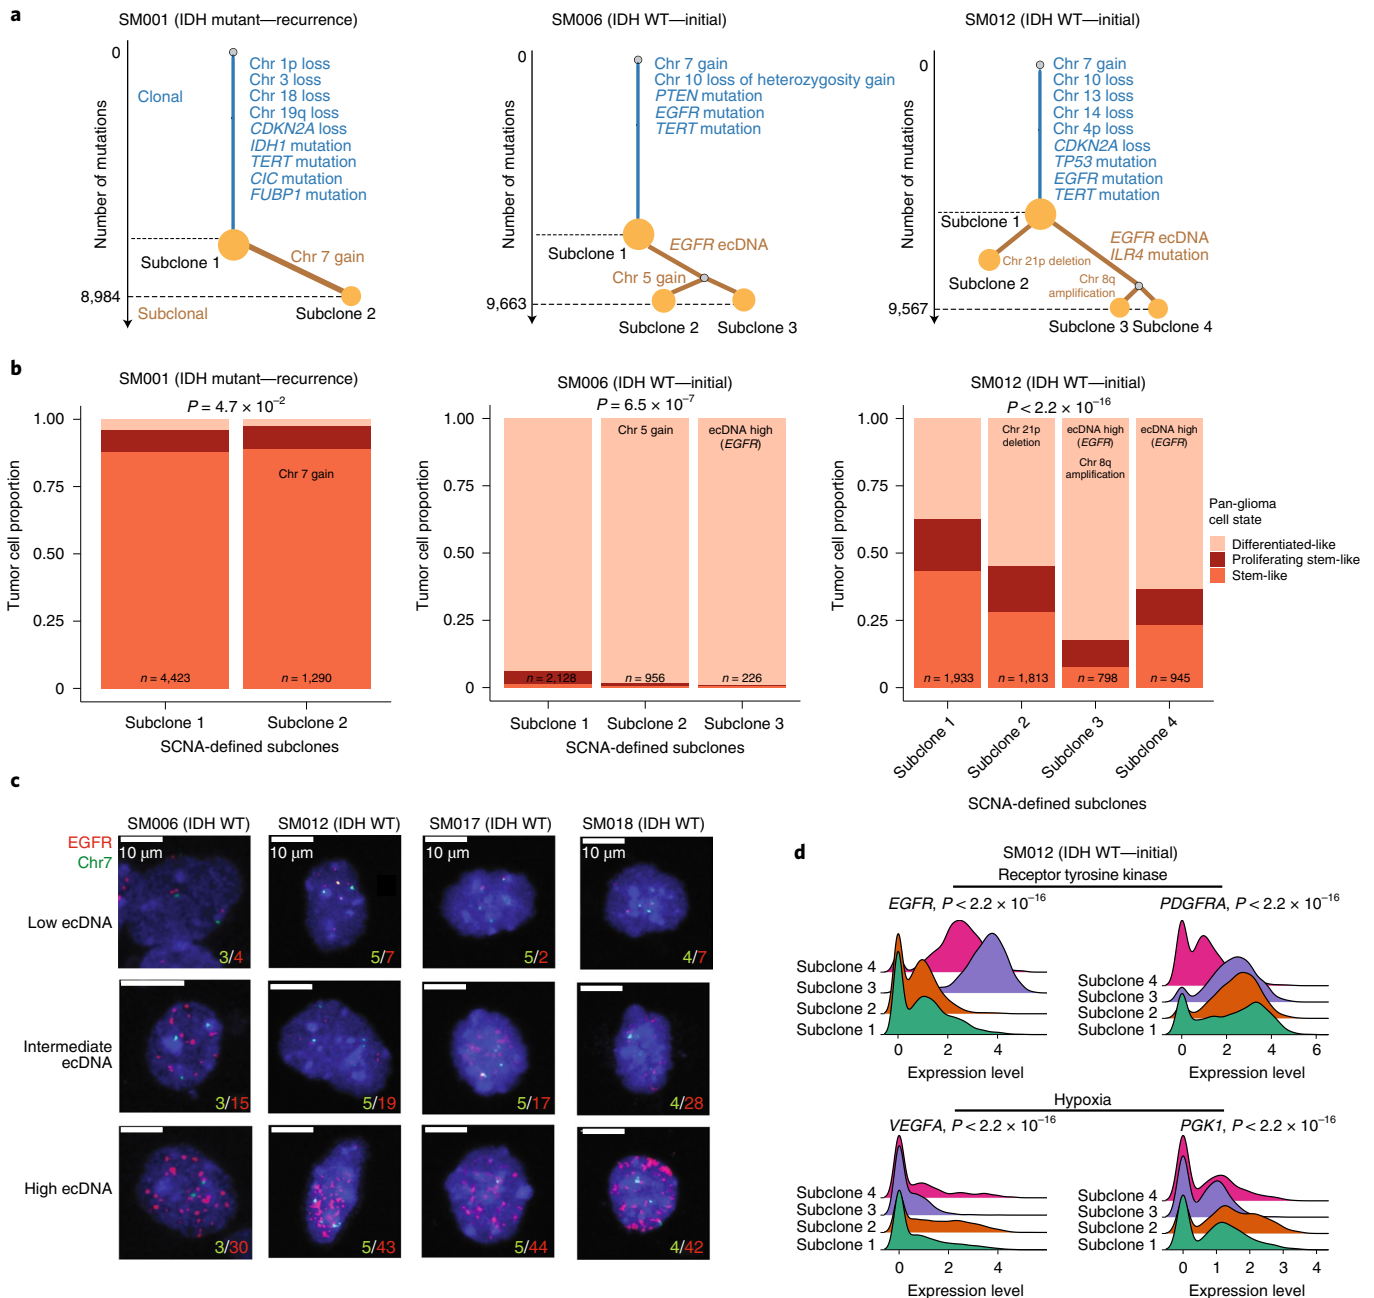 a
SM001 (IDH mutant—recurrence)
0
Clonal
Chr 1p loss
Chr 3 loss
Chr 18 loss
Chr 19q loss
CDKN2A loss
IDH1 mutation
TERT mutation
CIC mutation
FUBP1 mutation
Number of mutations
Subclone 1
Chr 7 gain
8,984
Subclonal
Subclone 2
SM006 (IDH WT—initial)
0
Chr 7 gain
Chr 10 loss of heterozygosity gain
PTEN mutation
EGFR mutation
TERT mutation
Number of mutations
Subclone 1
EGFR ecDNA
Chr 5 gain
9,663
Subclone 2
Subclone 3
SM012 (IDH WT—initial)
0
Chr 7 gain
Chr 10 loss
Chr 13 loss
Chr 14 loss
Chr 4p loss
CDKN2A loss
TP53 mutation
EGFR mutation
TERT mutation
Number of mutations
Subclone 1
EGFR ecDNA
ILR4 mutation
Chr 21p deletion
Subclone 2
Chr 8q
amplification
9,567
Subclone 3
Subclone 4
b
SM001 (IDH mutant—recurrence)
P = 4.7 × 10−2
1.00
0.75
0.50
0.25
0
Tumor cell proportion
Chr 7 gain
n = 4,423
n = 1,290
Subclone 1
Subclone 2
SCNA-defined subclones
SM006 (IDH WT—initial)
P = 6.5 × 10−7
1.00
0.75
0.50
0.25
0
Tumor cell proportion
Chr 5 gain
ecDNA high
(EGFR)
n = 2,128
n = 956
n = 226
Subclone 1
Subclone 2
Subclone 3
SCNA-defined subclones
SM012 (IDH WT—initial)
P < 2.2 × 10−16
1.00
0.75
0.50
0.25
0
Tumor cell proportion
Chr 21p
deletion
ecDNA high
(EGFR)
Chr 8q
amplification
ecDNA high
(EGFR)
n = 1,933
n = 1,813
n = 798
n = 945
Subclone 1
Subclone 2
Subclone 3
Subclone 4
SCNA-defined subclones
Pan-glioma
cell state
Differentiated-like
Proliferating stem-like
Stem-like
c
SM006 (IDH WT)
SM012 (IDH WT)
SM017 (IDH WT)
SM018 (IDH WT)
EGFR
Chr7
10 μm
10 μm
10 μm
10 μm
Low ecDNA
3/4
5/7
5/2
4/7
Intermediate
ecDNA
3/15
5/19
5/17
4/28
High ecDNA
3/30
5/43
5/44
4/42
d
SM012 (IDH WT—initial)
Receptor tyrosine kinase
EGFR, P < 2.2 × 10−16
Subclone 4
Subclone 3
Subclone 2
Subclone 1
0
2
4
Expression level
PDGFRA, P < 2.2 × 10−16
Subclone 4
Subclone 3
Subclone 2
Subclone 1
0
2
4
6
Expression level
Hypoxia
VEGFA, P < 2.2 × 10−16
Subclone 4
Subclone 3
Subclone 2
Subclone 1
0
2
4
Expression level
PGK1, P < 2.2 × 10−16
Subclone 4
Subclone 3
Subclone 2
Subclone 1
0
1
2
3
4
Expression level